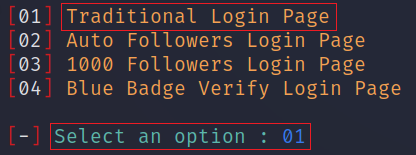 [01] Traditional Login Page
[02] Auto Followers Login Page
[03] 1000 Followers Login Page
[04] Blue Badge Verify Login Page
[-] Select an option : 01